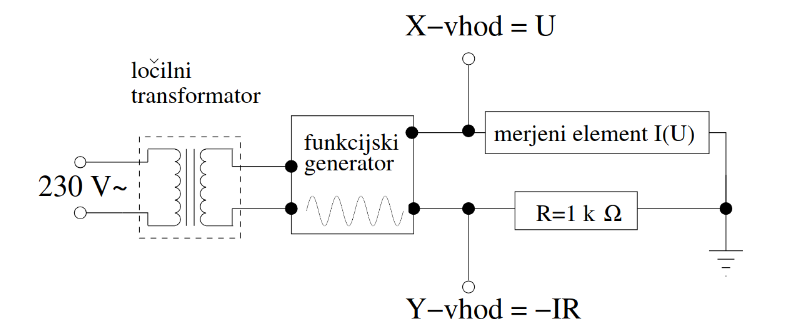 X−vhod = U
ločilni
transformator
funkcijski
generator
merjeni element I(U)
230 V~
R=1 k Ω
Y−vhod = −IR